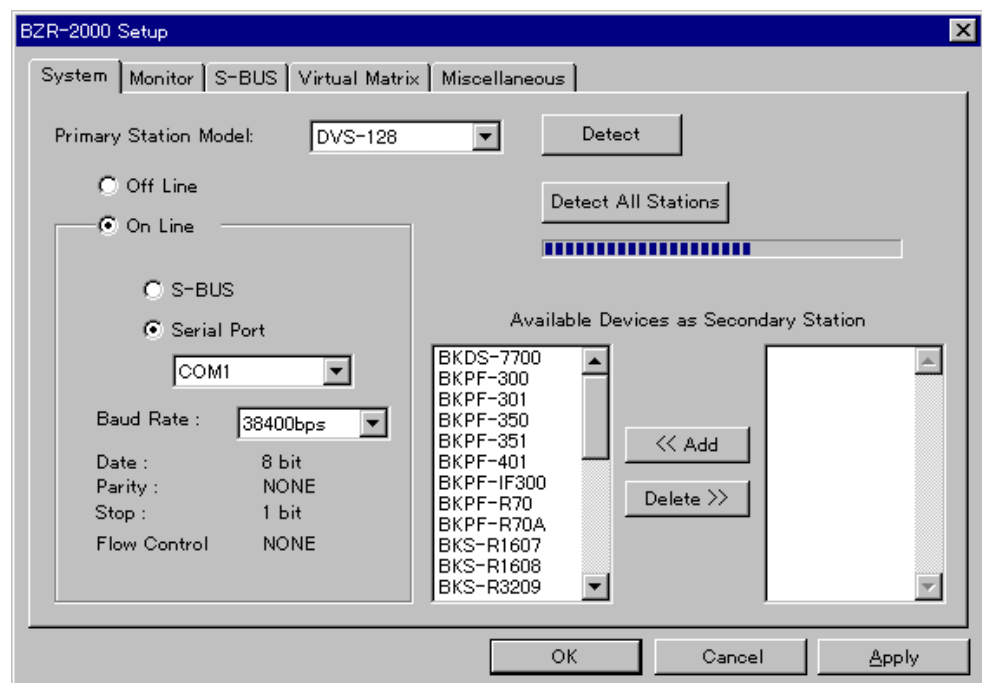 BZR-2000 Setup
System Monitor S-BUS Virtual Matrix Miscellaneous
Primary Station Model: DVS-128 Detect
Off Line
Detect All Stations
On Line
S-BUS
Serial Port
COM1
Baud Rate : 38400bps
Date : 8 bit
Parity : NONE
Stop : 1 bit
Flow Control NONE
Available Devices as Secondary Station
BKDS-7700
BKPF-300
BKPF-301
BKPF-350
BKPF-351
BKPF-401
BKPF-IF300
BKPF-R70
BKPF-R70A
BKS-R1607
BKS-R1608
BKS-R3209
<< Add
Delete >>
OK Cancel Apply